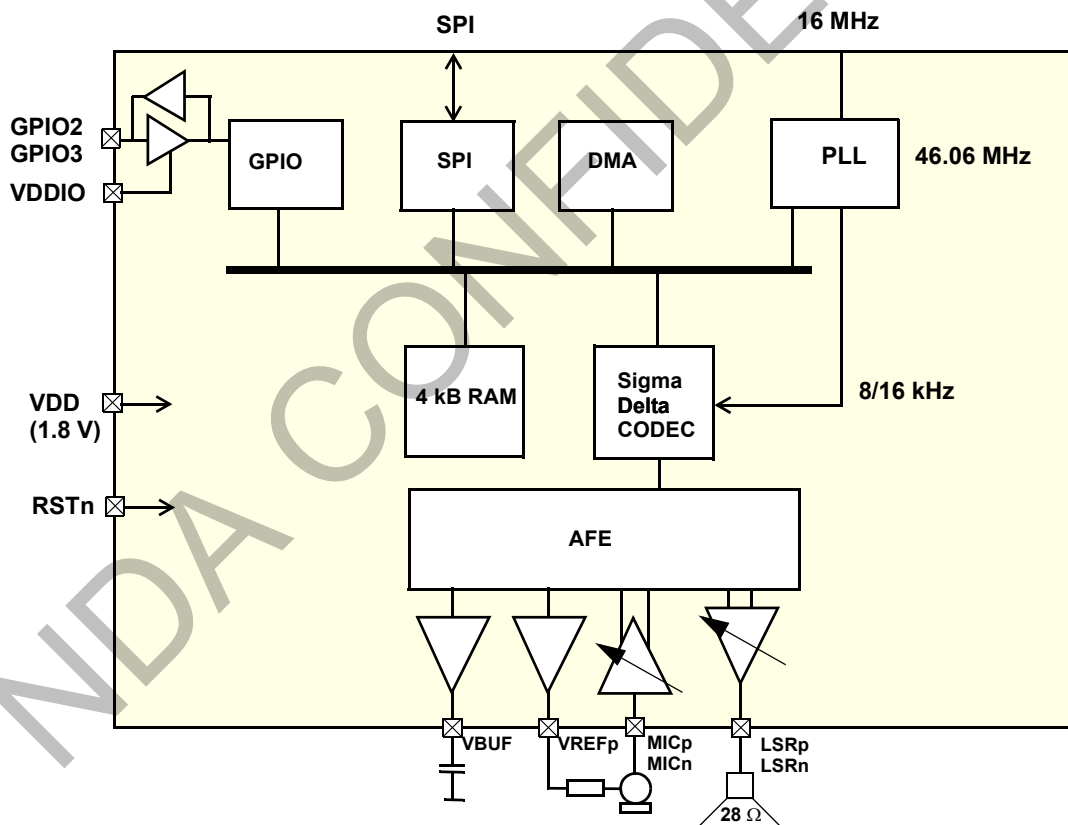 SPI
16 MHz
GPIO2
GPIO3
VDDIO
GPIO
SPI
DMA
PLL
46.06 MHz
VDD
(1.8 V)
4 kB RAM
Sigma
Delta
CODEC
8/16 kHz
RSTn
AFE
VBUF
VREFp
MICp
MICn
LSRp
LSRn
28 Ω
NDA CONFIDE